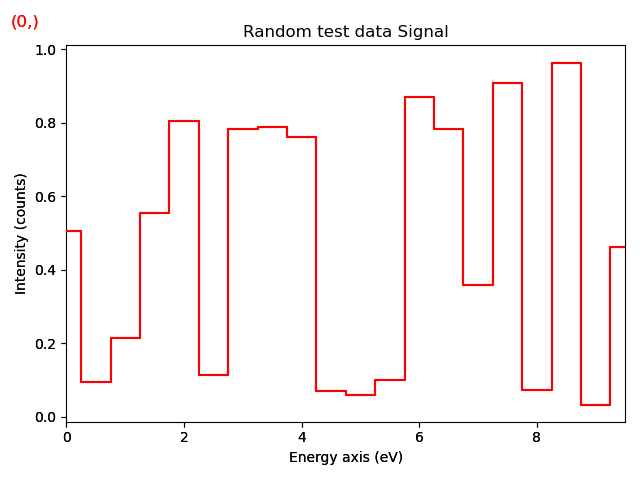 (0,)
Random test data Signal
1.0
0.8
0.6
0.4
0.2
0.0
Intensity (counts)
0 2 4 6 8
Energy axis (eV)